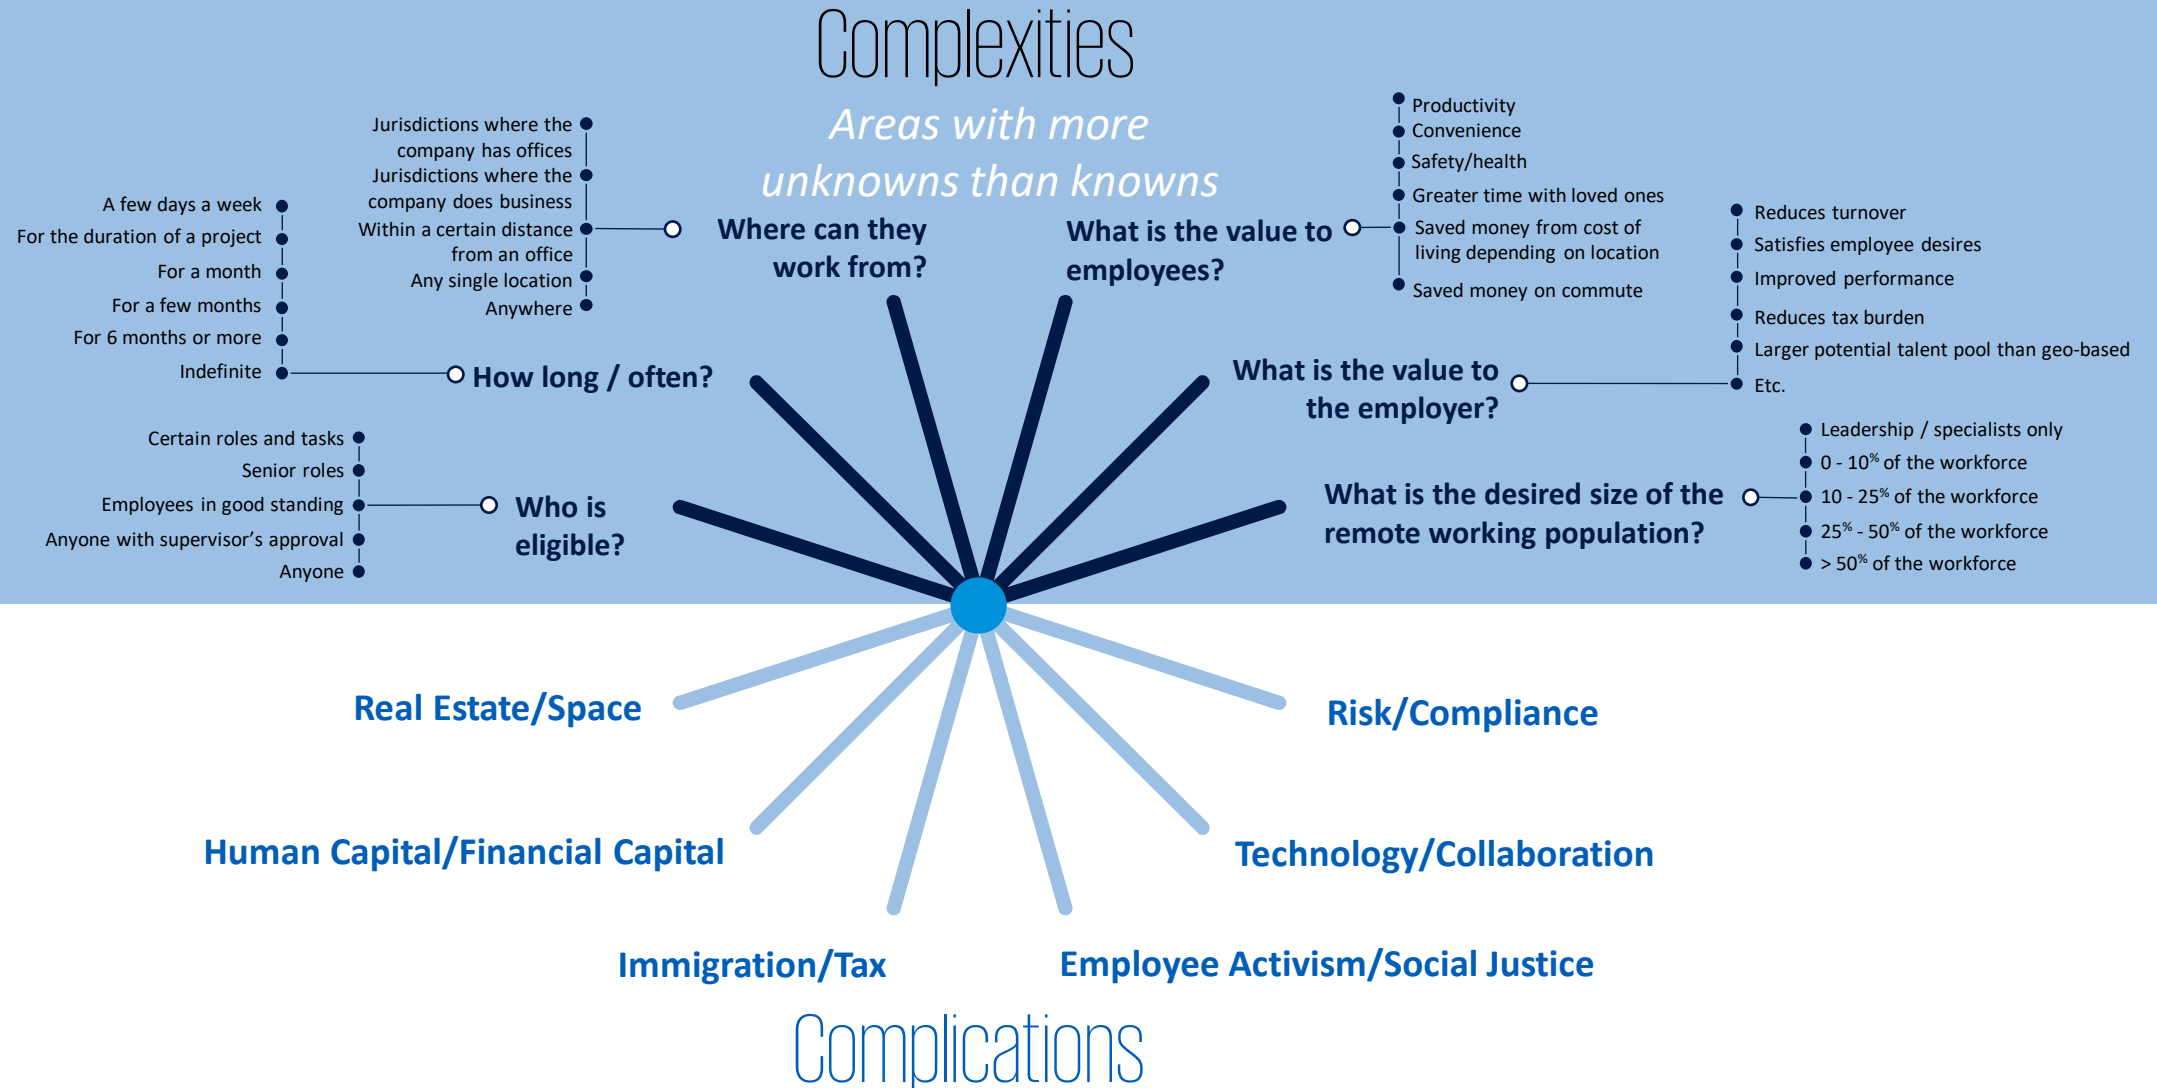 Complexities
Areas with more
unknowns than knowns
Jurisdictions where the
company has offices
Jurisdictions where the
company does business
Within a certain distance
from an office
Any single location
Anywhere
Where can they
work from?
What is the value to
employees?
Productivity
Convenience
Safety/health
Greater time with loved ones
Saved money from cost of
living depending on location
Saved money on commute
A few days a week
For the duration of a project
For a month
For a few months
For 6 months or more
Indefinite
How long / often?
What is the value to
the employer?
Reduces turnover
Satisfies employee desires
Improved performance
Reduces tax burden
Larger potential talent pool than geo-based
Etc.
Certain roles and tasks
Senior roles
Employees in good standing
Anyone with supervisor’s approval
Anyone
Who is
eligible?
What is the desired size of the
remote working population?
Leadership / specialists only
0 - 10% of the workforce
10 - 25% of the workforce
25% - 50% of the workforce
> 50% of the workforce
Real Estate/Space
Risk/Compliance
Human Capital/Financial Capital
Technology/Collaboration
Immigration/Tax
Employee Activism/Social Justice
Complications